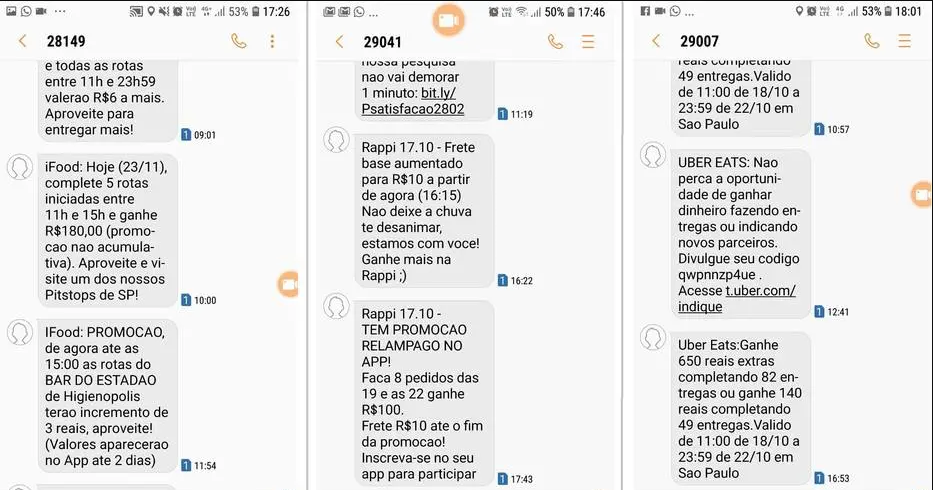 53% 17:26
28149
e todas as rotas
entre 11h e 23h59
valerao R$6 a mais.
Aproveite para
entregar mais!
1 09:01
iFood: Hoje (23/11),
complete 5 rotas
iniciadas entre
11h e 15h e ganhe
R$180,00 (promo-
cao nao acumula-
tiva). Aproveite e vi-
site um dos nossos
Pitstops de SP!
1 10:00
IFood: PROMOCAO,
de agora ate as
15:00 as rotas do
BAR DO ESTADAO
de Higienopolis
terao incremento de
3 reais, aproveite!
(Valores aparecerao
no App ate 2 dias)
1 11:54
50% 17:46
29041
nossa pesquisa
nao vai demorar
1 minuto: bit.ly/
Psatisfacao2802
1 11:19
Rappi 17.10 - Frete
base aumentado
para R$10 a partir
de agora (16:15)
Nao deixe a chuva
te desanimar,
estamos com voce!
Ganhe mais na
Rappi ;)
1 16:22
Rappi 17.10 -
TEM PROMOCAO
RELAMPAGO NO
APP!
Faca 8 pedidos das
19 e as 22 ganhe
R$100.
Frete R$10 ate o fim
da promocao!
Inscreva-se no seu
app para participar
1 17:43
53% 18:01
29007
reais completando
49 entregas.Valido
de 11:00 de 18/10 a
23:59 de 22/10 em
Sao Paulo
1 10:57
UBER EATS: Nao
perca a oportuni-
dade de ganhar
dinheiro fazendo en-
tregas ou indicando
novos parceiros.
Divulgue seu codigo
qwpnnzp4ue .
Acesse t.uber.com/
indique
1 12:41
Uber Eats:Ganhe
650 reais extras
completando 82 en-
tregas ou ganhe 140
reais completando
49 entregas.Valido
de 11:00 de 18/10 a
23:59 de 22/10 em
Sao Paulo
1 16:53